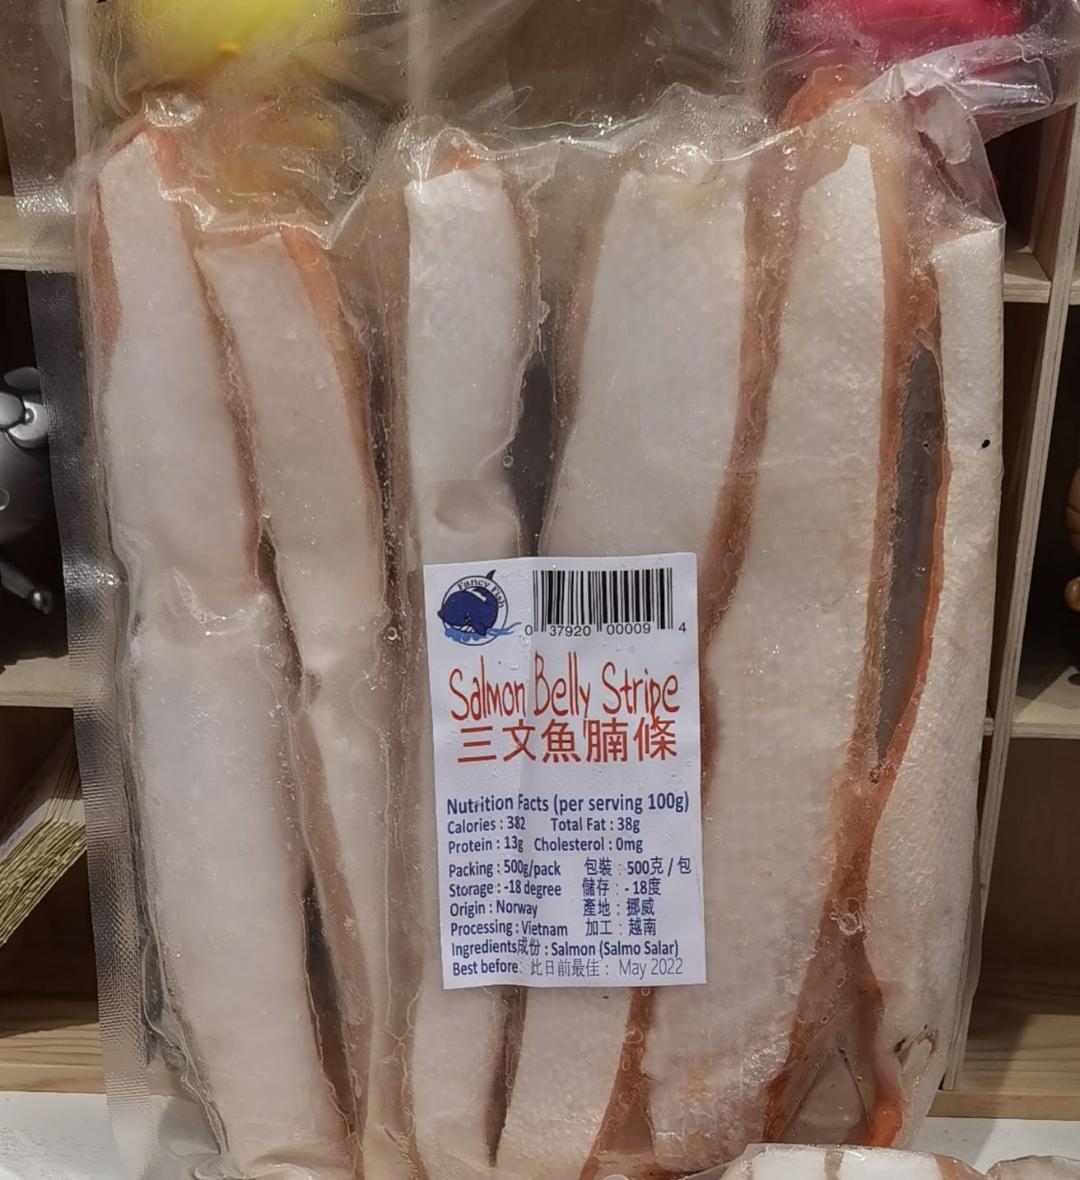 Fancy Fish
0 37920 00009 4
Salmon Belly Stripe
三文魚腩條
Nutrition Facts (per serving 100g)
Calories : 382 Total Fat : 38g
Protein : 13g Cholesterol : 0mg
Packing : 500g/pack 包裝 : 500克 / 包
Storage : -18 degree 儲存 : - 18度
Origin : Norway 產地 : 挪威
Processing : Vietnam 加工 : 越南
Ingredients成份 : Salmon (Salmo Salar)
Best before: 此日前最佳 : May 2022